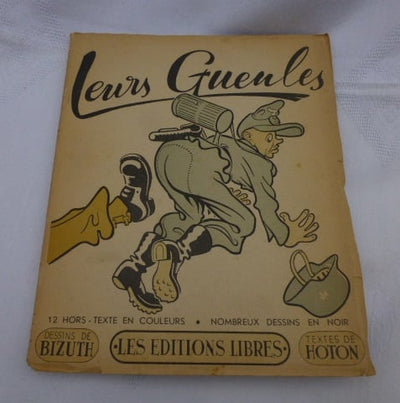 Leurs Gueules
12 HORS-TEXTE EN COULEURS • NOMBREUX DESSINS EN NOIR
DESSINS DE
BIZUTH
·LES EDITIONS LIBRES·
TEXTES DE
HOTON